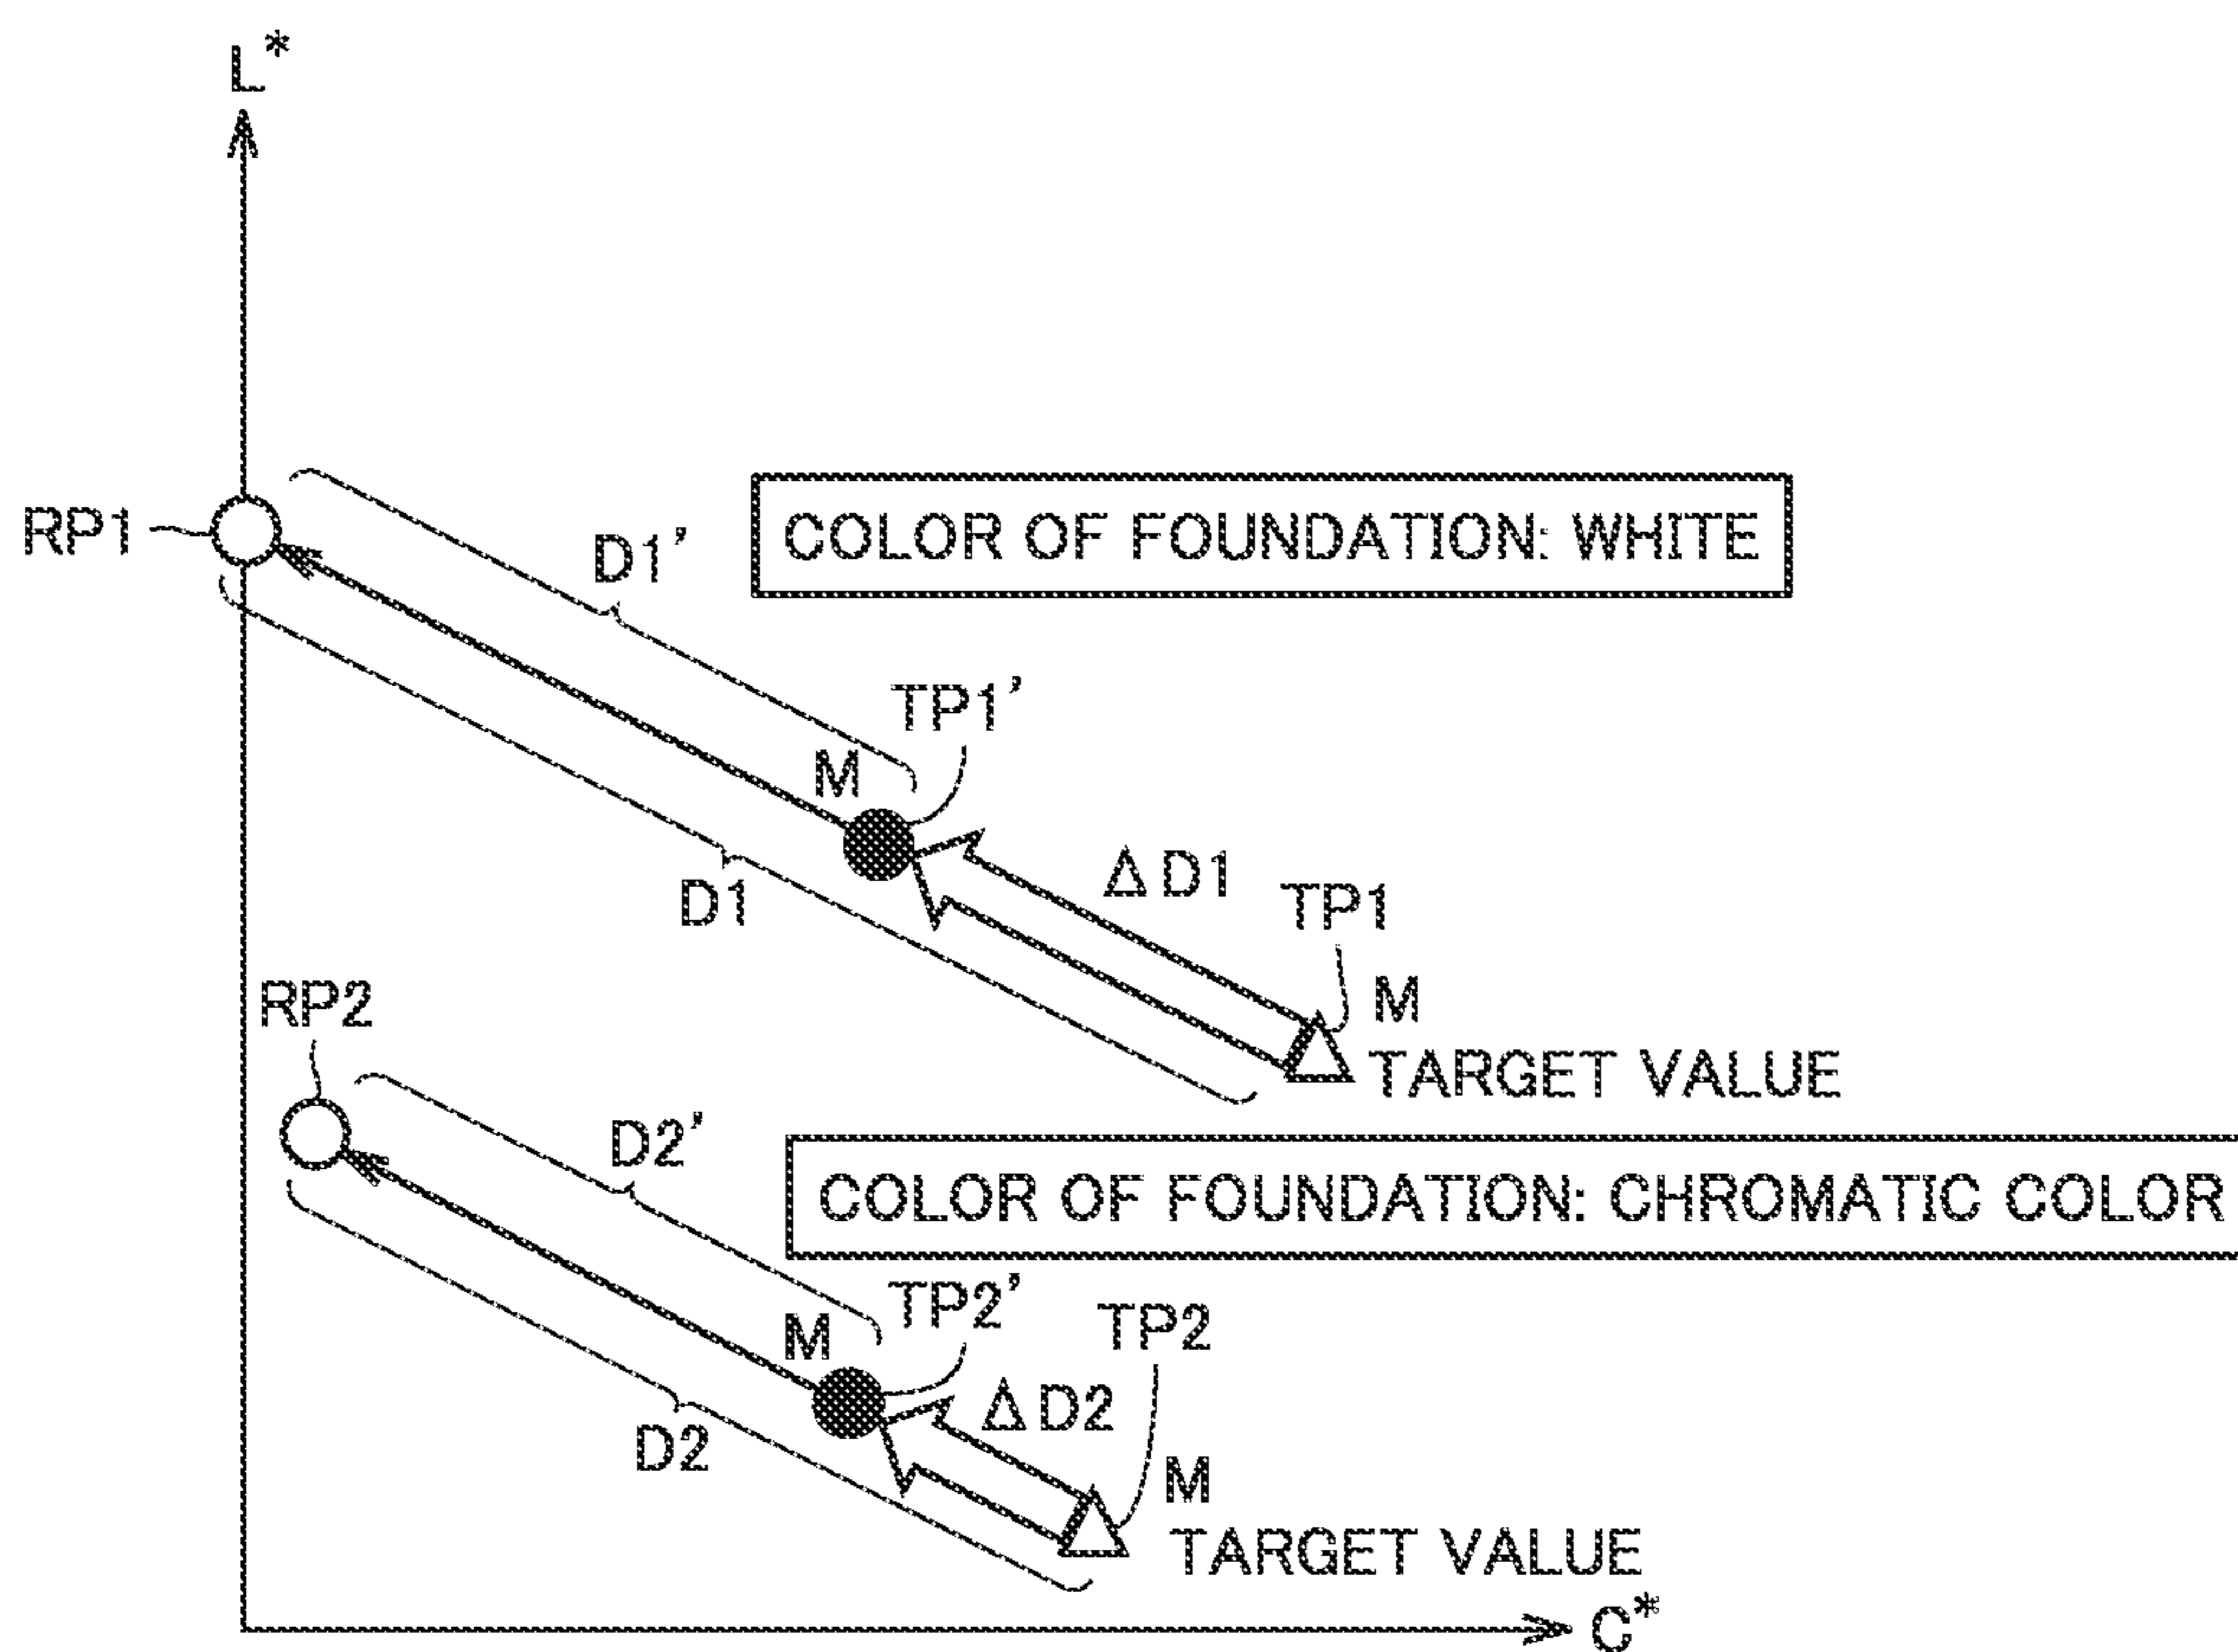 L*
RP1
D1'
COLOR OF FOUNDATION: WHITE
TP1'
M
D1
ΔD1
TP1
M
TARGET VALUE
RP2
D2'
COLOR OF FOUNDATION: CHROMATIC COLOR
TP2'
M
TP2
ΔD2
D2
M
TARGET VALUE
C*